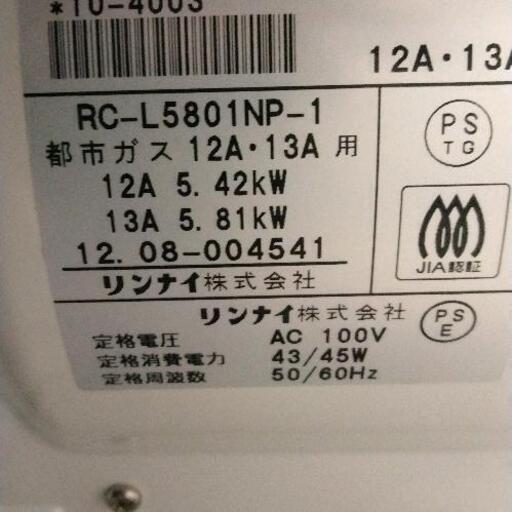 *10-4003
12A・13A
RC-L5801NP-1
都市ガス 12A・13A 用
12A 5. 42kW
13A 5. 81kW
12. 08-004541
リンナイ株式会社
PS
TG
JIA認証
リンナイ株式会社
PS
E
定格電圧 AC 100V
定格消費電力 43/45W
定格周波数 50/60Hz